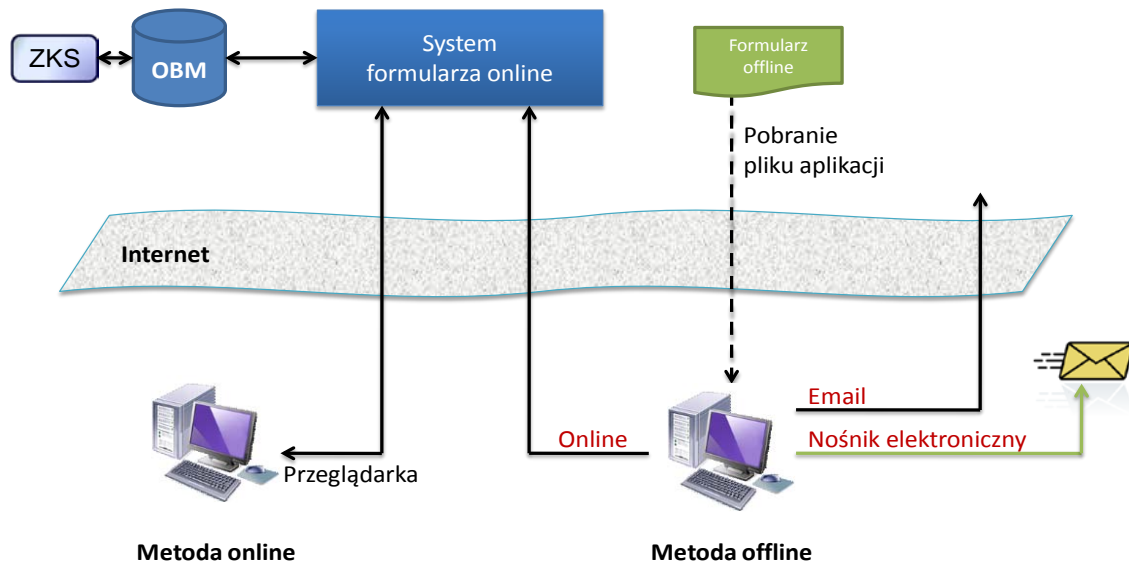 ZKS
OBM
System
formularza online
Formularz
offline
Pobranie
pliku aplikacji
Internet
Przeglądarka
Online
Email
Nośnik elektroniczny
Metoda online
Metoda offline